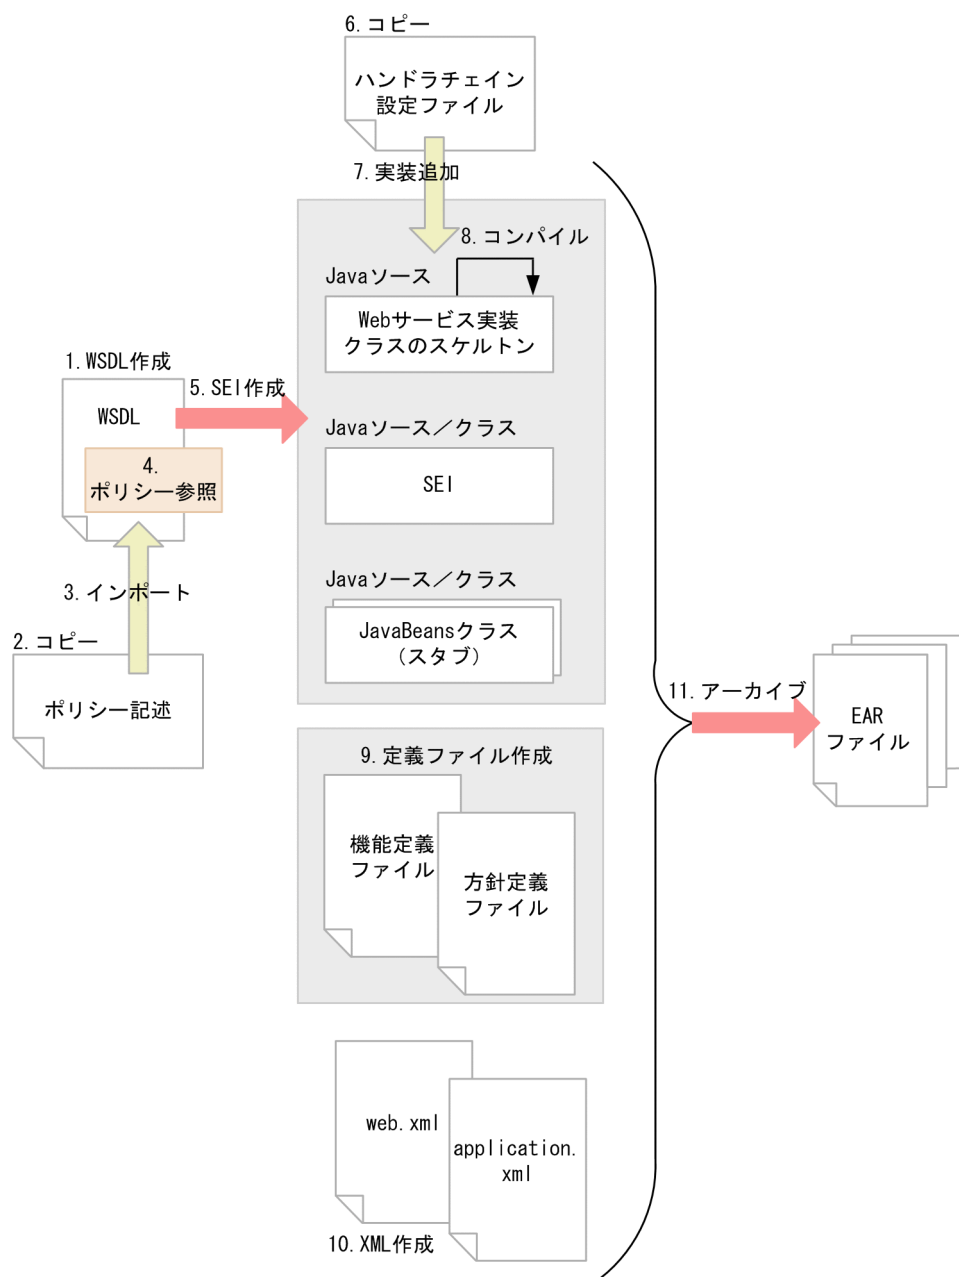 6.コピー
ハンドラチェイン
設定ファイル
7.実装追加
8.コンパイル
Javaソース
Webサービス実装
クラスのスケルトン
1.WSDL作成
5.SEI作成
WSDL
4.
ポリシー参照
Javaソース／クラス
SEI
3.インポート
Javaソース／クラス
JavaBeansクラス
（スタブ）
2.コピー
ポリシー記述
11.アーカイブ
EAR
ファイル
9.定義ファイル作成
機能定義
ファイル
方針定義
ファイル
web.xml
application.
xml
10.XML作成